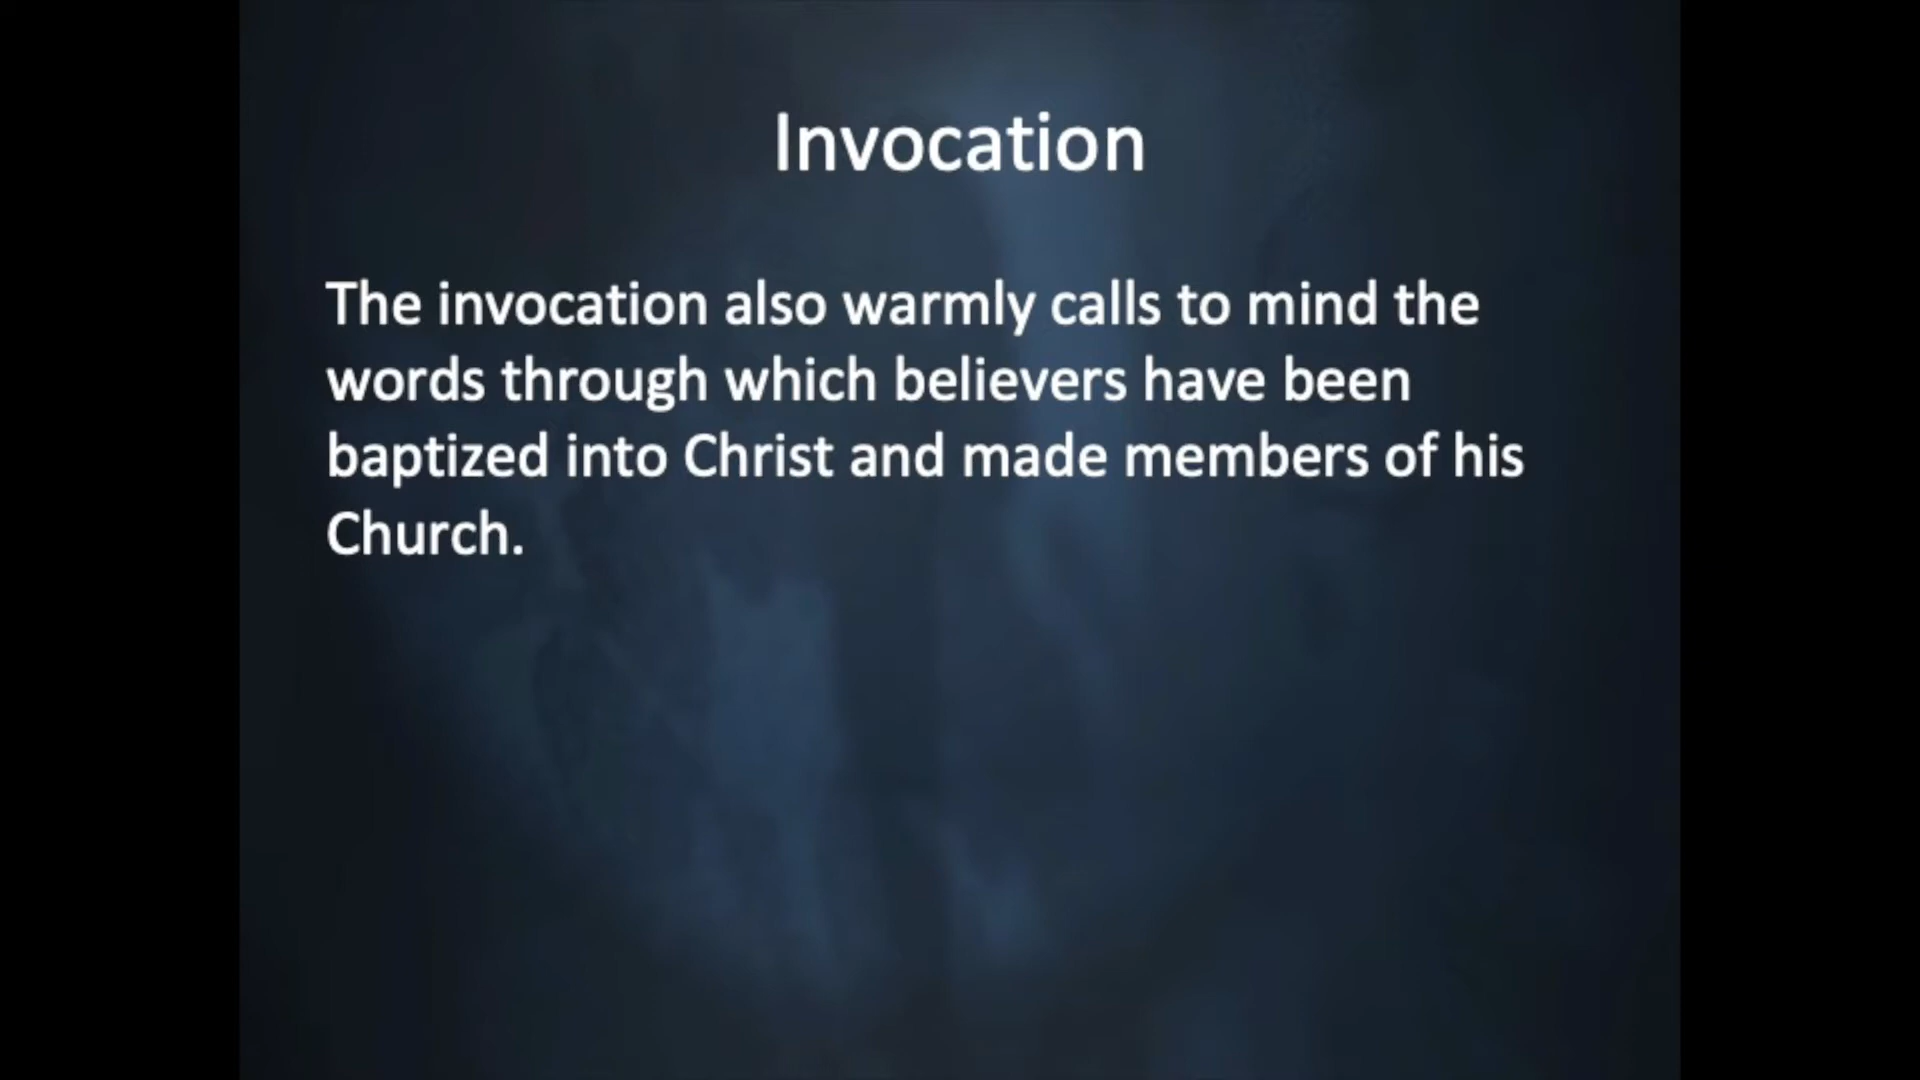 Invocation
The invocation also warmly calls to mind the
words through which believers have been
baptized into Christ and made members of his
Church.